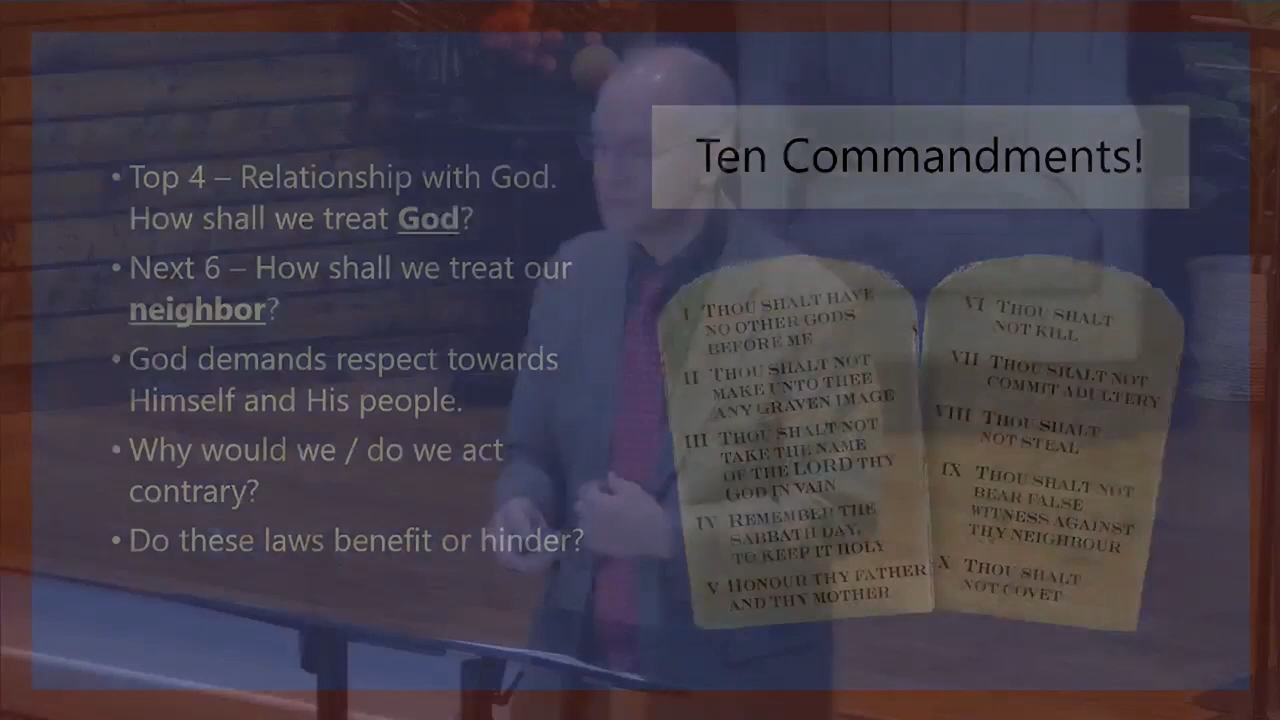 • Top 4 – Relationship with God.
How shall we treat God?
• Next 6 – How shall we treat our
neighbor?
• God demands respect towards
Himself and His people.
• Why would we / do we act
contrary?
• Do these laws benefit or hinder?
Ten Commandments!
I THOU SHALT HAVE
NO OTHER GODS
BEFORE ME
II THOU SHALT NOT
MAKE UNTO THEE
ANY GRAVEN IMAGE
III THOU SHALT NOT
TAKE THE NAME
OF THE LORD THY
GOD IN VAIN
IV REMEMBER THE
SABBATH DAY,
TO KEEP IT HOLY
V HONOUR THY FATHER
AND THY MOTHER
VI THOU SHALT
NOT KILL
VII THOU SHALT NOT
COMMIT ADULTERY
VIII THOU SHALT
NOT STEAL
IX THOU SHALT NOT
BEAR FALSE
WITNESS AGAINST
THY NEIGHBOUR
X THOU SHALT
NOT COVET